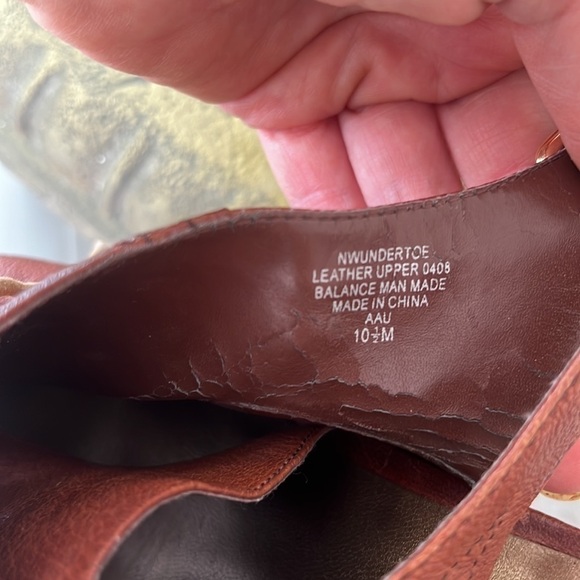 NWUNDERTOE
LEATHER UPPER 0408
BALANCE MAN MADE
MADE IN CHINA
AAU
10½M